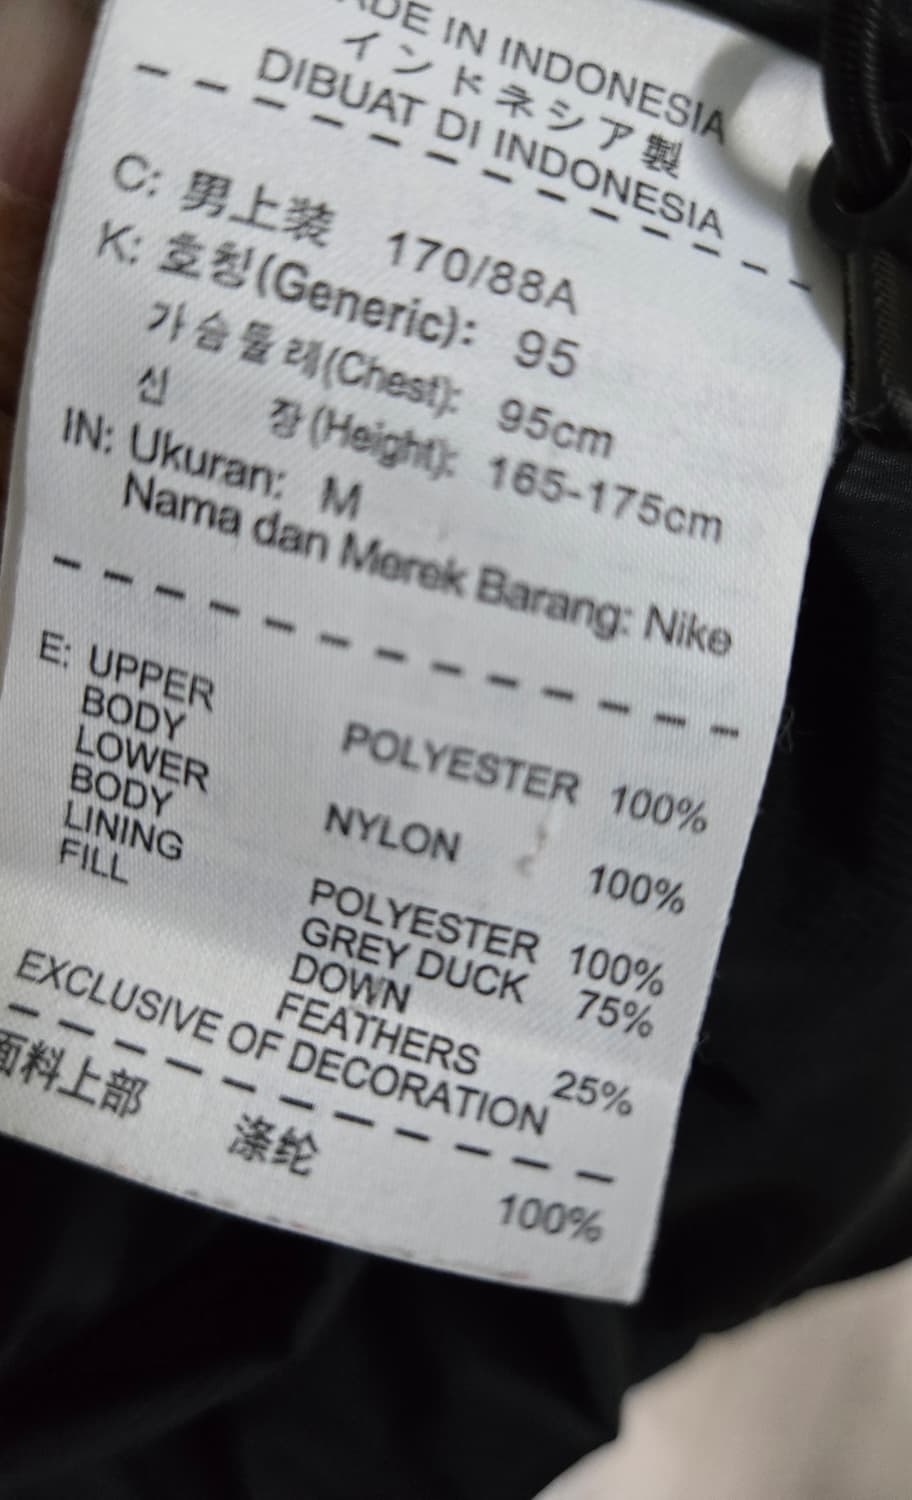 MADE IN INDONESIA
インドネシア製
DIBUAT DI INDONESIA
C: 男上装 170/88A
K: 호칭(Generic): 95
가슴둘레(Chest): 95cm
신 장(Height): 165-175cm
IN: Ukuran: M
Nama dan Merek Barang: Nike
E: UPPER
BODY POLYESTER 100%
LOWER
BODY NYLON 100%
LINING POLYESTER 100%
FILL GREY DUCK 75%
DOWN
FEATHERS 25%
EXCLUSIVE OF DECORATION
面料上部 涤纶 100%